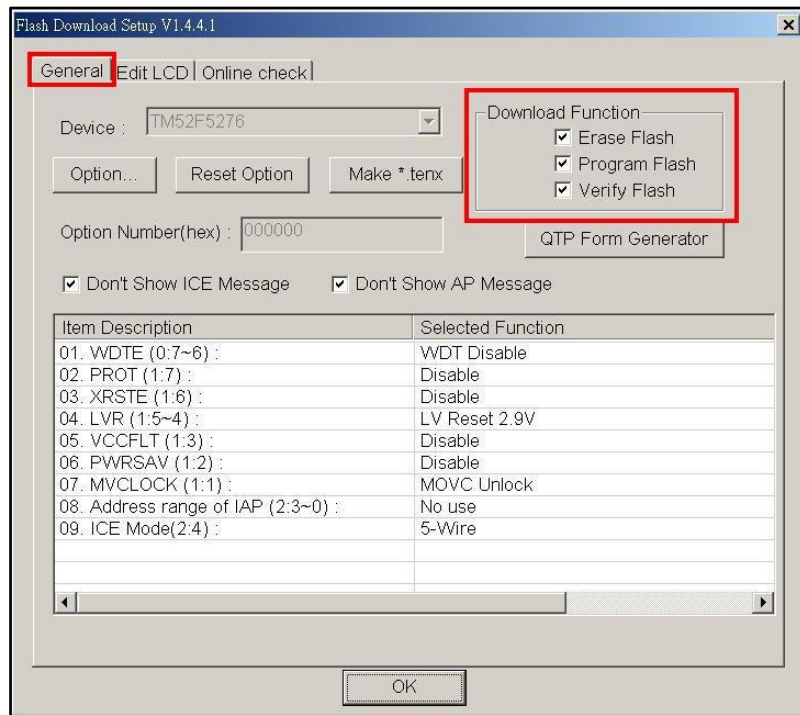 Flash Download Setup V1.4.4.1
General Edit LCD Online check
Device : TM52F5276
Option... Reset Option Make *.tenx
Download Function
Erase Flash
Program Flash
Verify Flash
Option Number(hex) : 000000
QTP Form Generator
Don't Show ICE Message Don't Show AP Message
Item Description Selected Function
01. WDTE (0:7~6) : WDT Disable
02. PROT (1:7) : Disable
03. XRSTE (1:6) : Disable
04. LVR (1:5~4) : LV Reset 2.9V
05. VCCFLT (1:3) : Disable
06. PWRSAV (1:2) : Disable
07. MVCLOCK (1:1) : MOVC Unlock
08. Address range of IAP (2:3~0) : No use
09. ICE Mode(2:4) : 5-Wire
OK